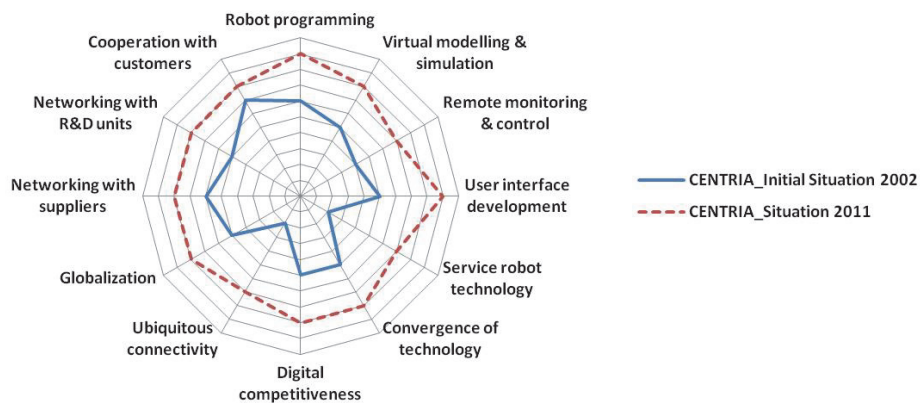 Robot programming
Virtual modelling &
simulation
Remote monitoring
& control
User interface
development
Service robot
technology
Convergence of
technology
Digital
competitiveness
Ubiquitous
connectivity
Globalization
Networking with
suppliers
Networking with
R&D units
Cooperation with
customers
CENTRIA_Initial Situation 2002
CENTRIA_Situation 2011